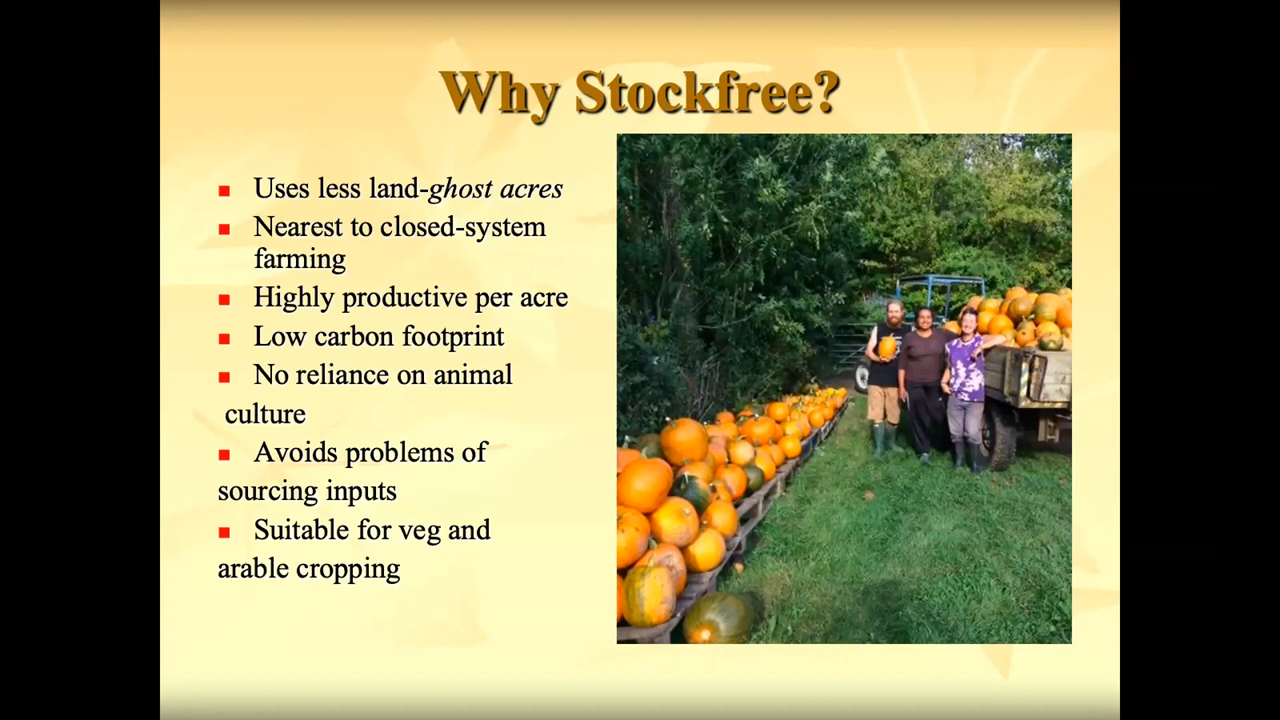 Why Stockfree?
Uses less land-ghost acres
Nearest to closed-system
farming
Highly productive per acre
Low carbon footprint
No reliance on animal
culture
Avoids problems of
sourcing inputs
Suitable for veg and
arable cropping